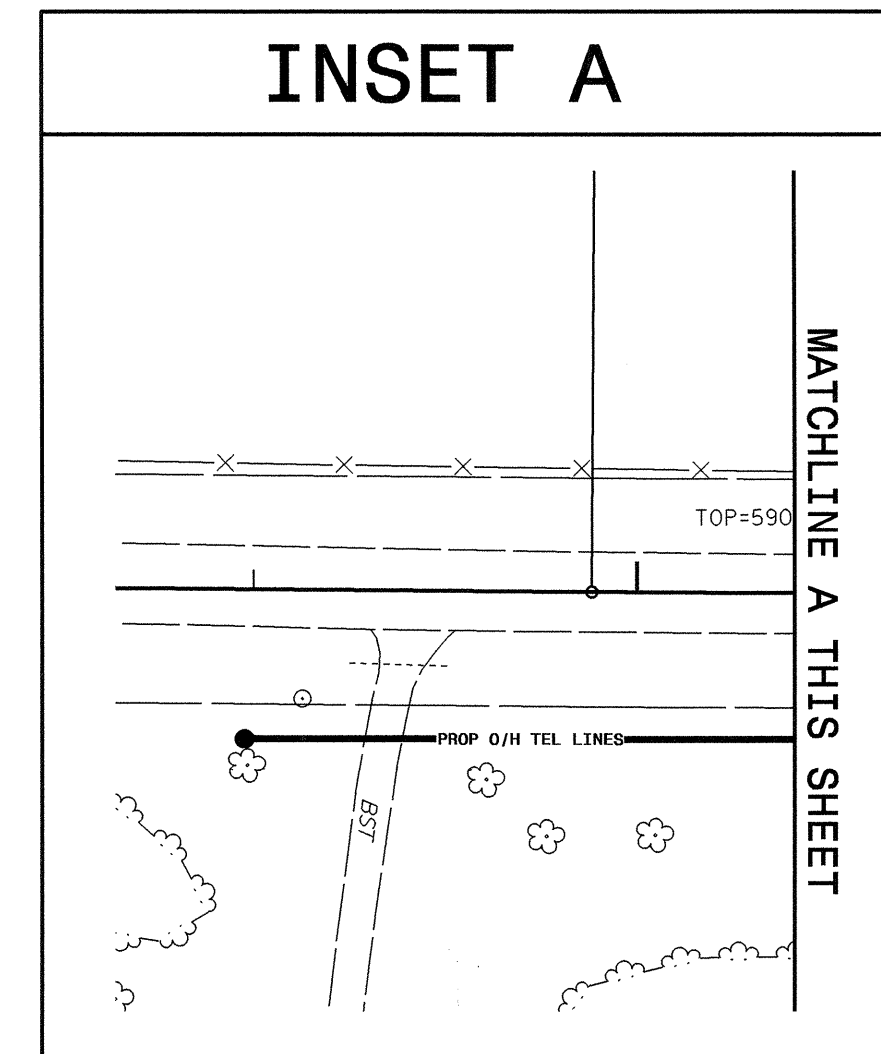 INSET A
TOP=590
MATCHLINE A THIS SHEET
PROP O/H TEL LINES
BST